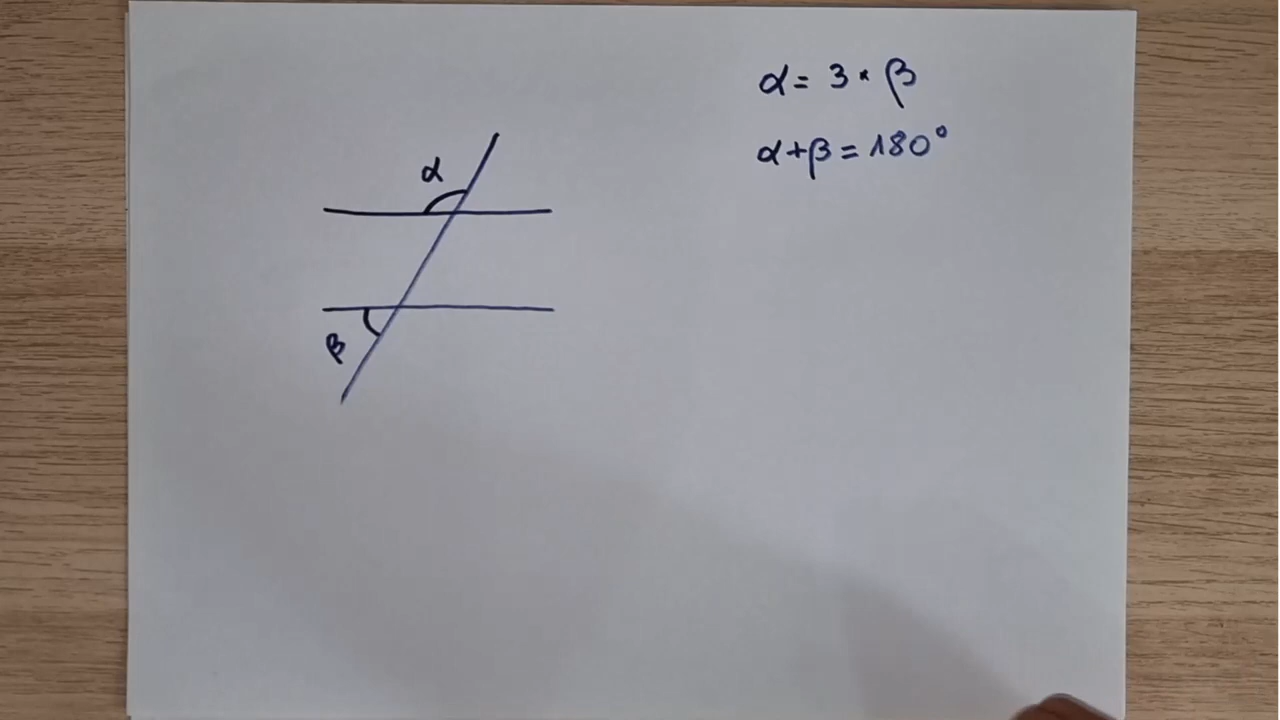 α = 3 * β
α+β = 180°
α
β